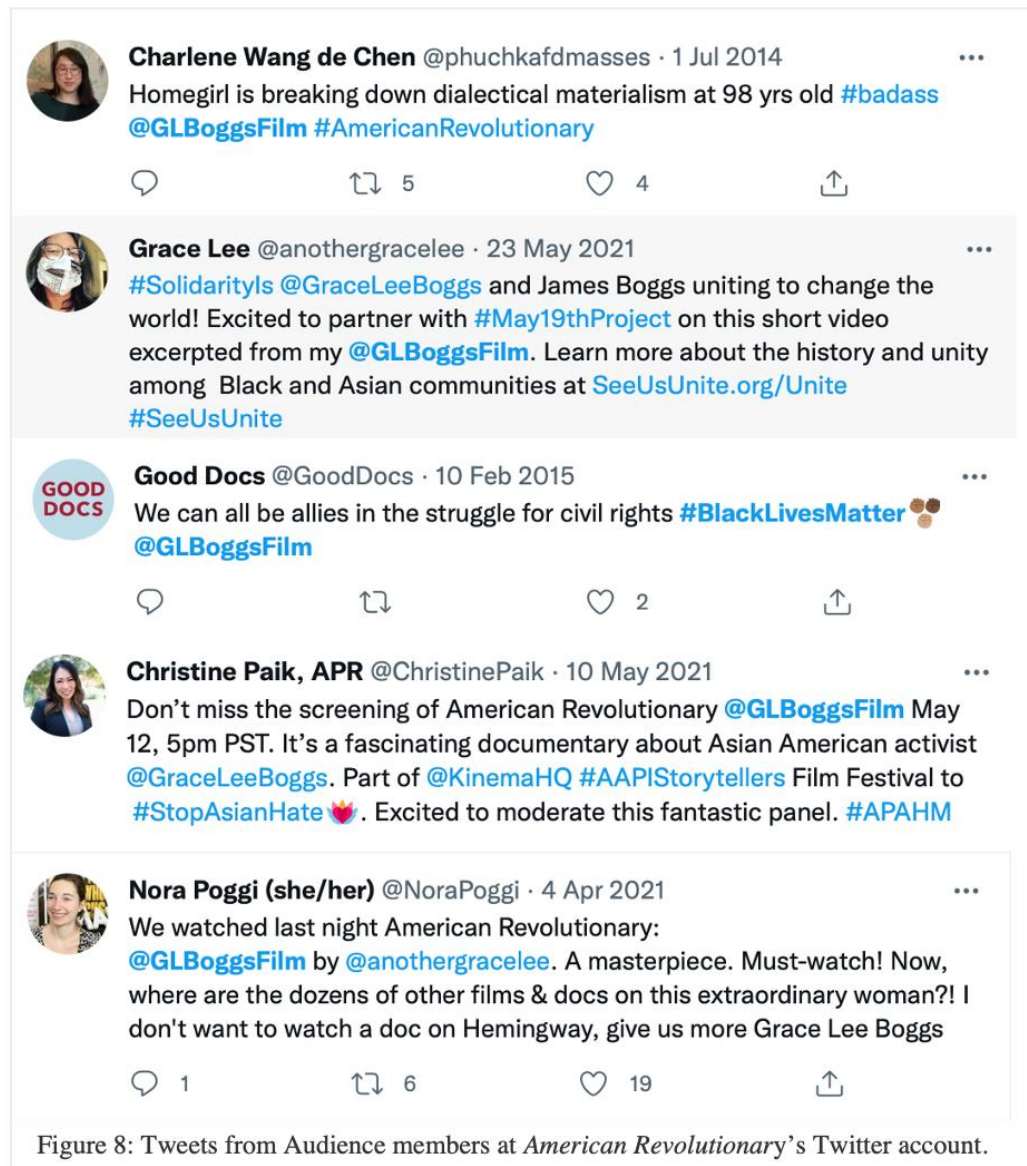 Charlene Wang de Chen @phuchkafdmasses · 1 Jul 2014
Homegirl is breaking down dialectical materialism at 98 yrs old #badass
@GLBoggsFilm #AmericanRevolutionary
5 4
Grace Lee @anothergracelee · 23 May 2021
#SolidarityIs @GraceLeeBoggs and James Boggs uniting to change the
world! Excited to partner with #May19thProject on this short video
excerpted from my @GLBoggsFilm. Learn more about the history and unity
among Black and Asian communities at SeeUsUnite.org/Unite
#SeeUsUnite
GOOD
DOCS
Good Docs @GoodDocs · 10 Feb 2015
We can all be allies in the struggle for civil rights #BlackLivesMatter
@GLBoggsFilm
2
Christine Paik, APR @ChristinePaik · 10 May 2021
Don’t miss the screening of American Revolutionary @GLBoggsFilm May
12, 5pm PST. It’s a fascinating documentary about Asian American activist
@GraceLeeBoggs. Part of @KinemaHQ #AAPIStorytellers Film Festival to
#StopAsianHate. Excited to moderate this fantastic panel. #APAHM
Nora Poggi (she/her) @NoraPoggi · 4 Apr 2021
We watched last night American Revolutionary:
@GLBoggsFilm by @anothergracelee. A masterpiece. Must-watch! Now,
where are the dozens of other films & docs on this extraordinary woman?! I
don't want to watch a doc on Hemingway, give us more Grace Lee Boggs
1 6 19
Figure 8: Tweets from Audience members at American Revolutionary’s Twitter account.